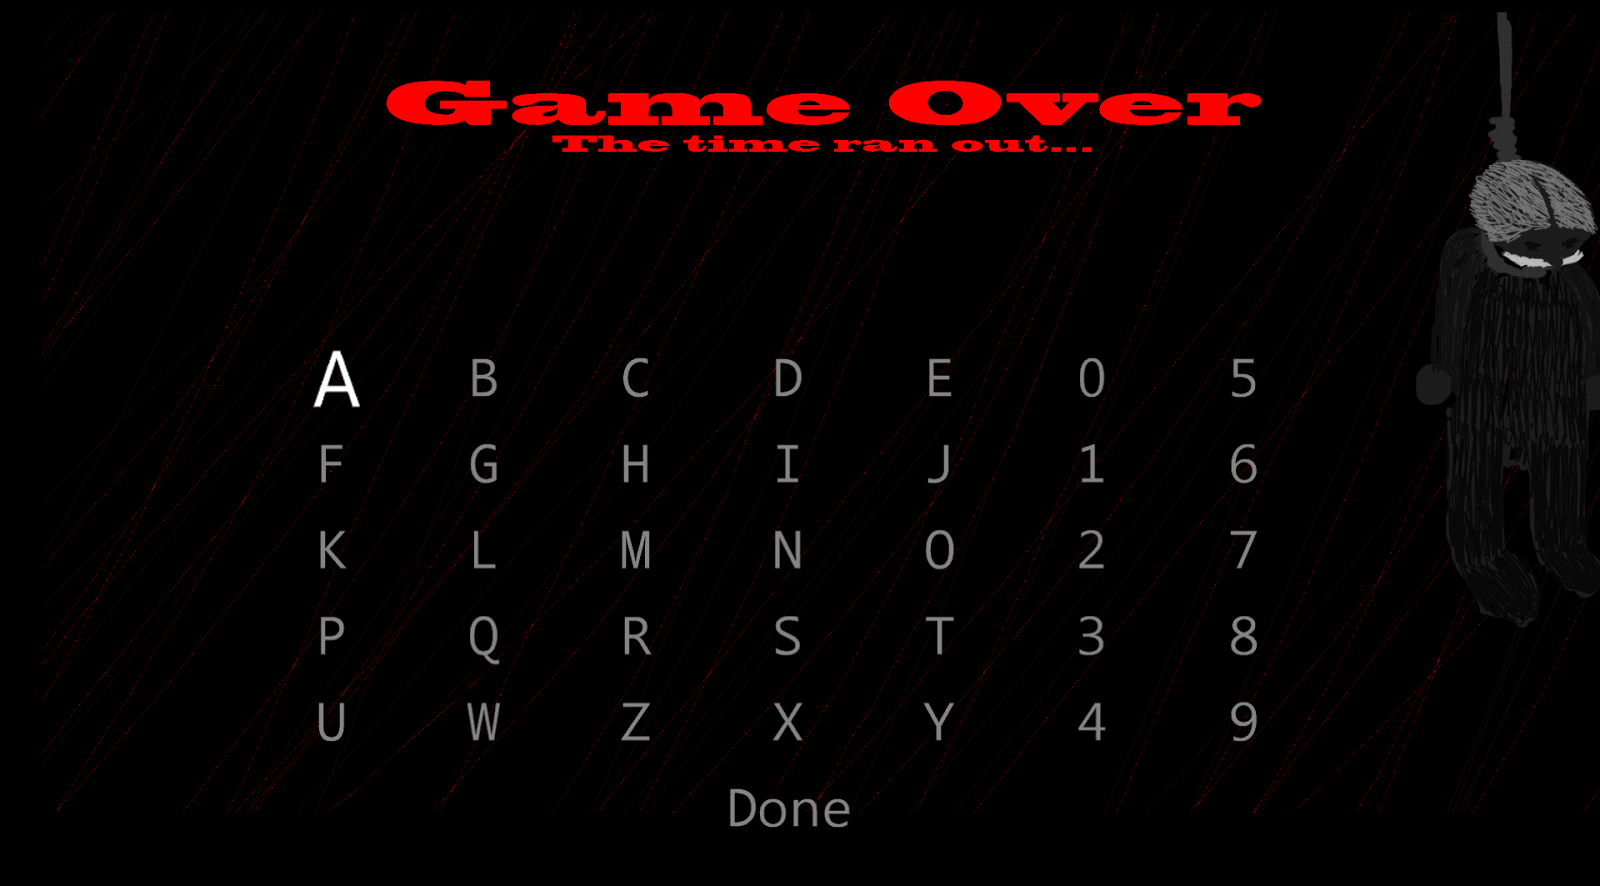 Game Over
The time ran out...
A B C D E 0 5
F G H I J 1 6
K L M N O 2 7
P Q R S T 3 8
U W Z X Y 4 9
Done